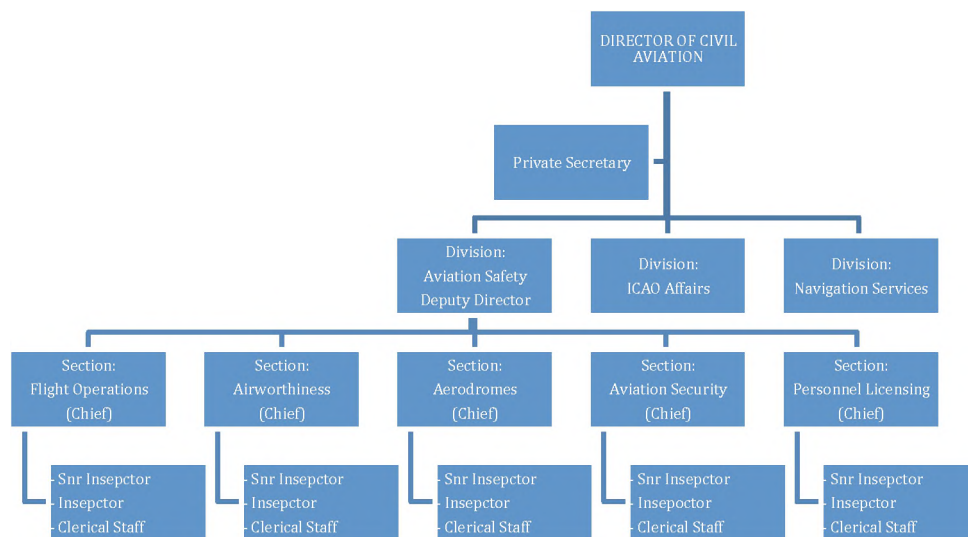 DIRECTOR OF CIVIL
AVIATION
Private Secretary
Division:
Aviation Safety
Deputy Director
Division:
ICAO Affairs
Division:
Navigation Services
Section:
Flight Operations
(Chief)
Section:
Airworthiness
(Chief)
Section:
Aerodromes
(Chief)
Section:
Aviation Security
(Chief)
Section:
Personnel Licensing
(Chief)
- Snr Insepctor
- Insepctor
- Clerical Staff
- Snr Insepctor
- Insepctor
- Clerical Staff
- Snr Insepctor
- Insepctor
- Clerical Staff
- Snr Insepctor
- Insepoctor
- Clerical Staff
- Snr Insepctor
- Insepctor
- Clerical Staff